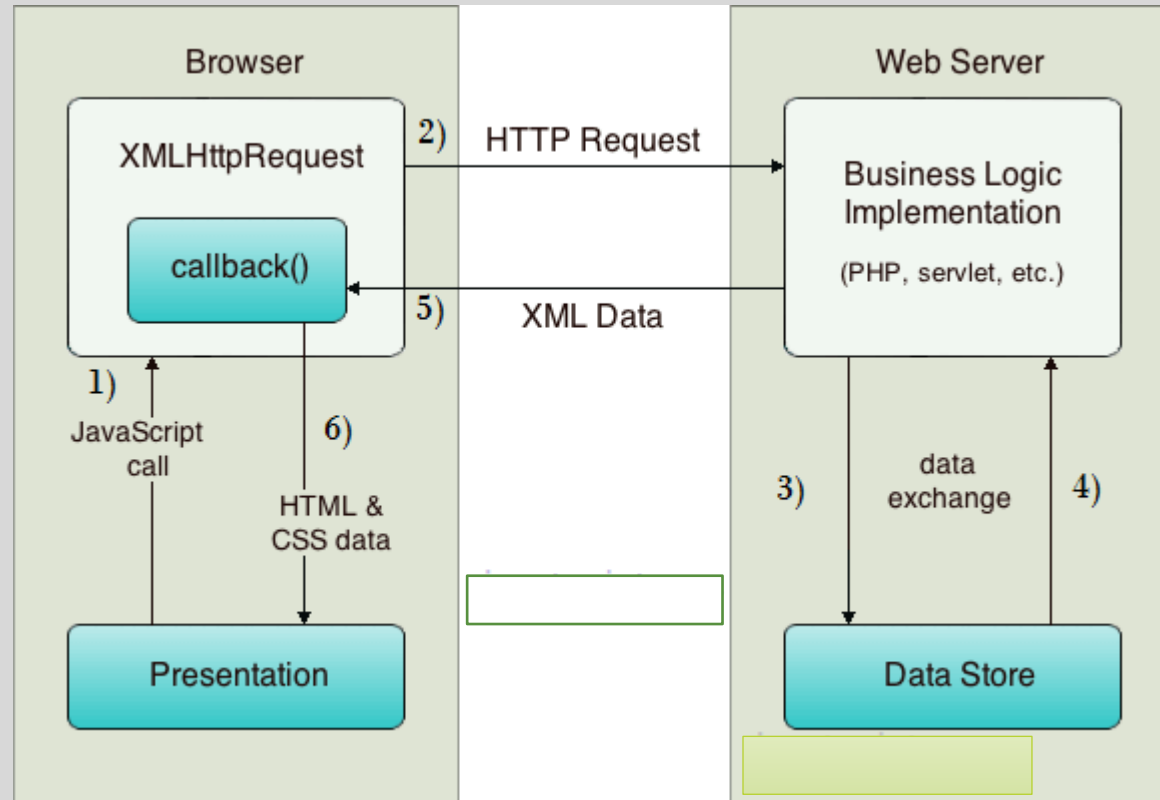 Browser
Web Server
XMLHttpRequest
2)
HTTP Request
Business Logic
Implementation
(PHP, servlet, etc.)
callback()
5)
XML Data
1)
JavaScript
call
6)
HTML &
CSS data
3)
data
exchange
4)
Presentation
Data Store